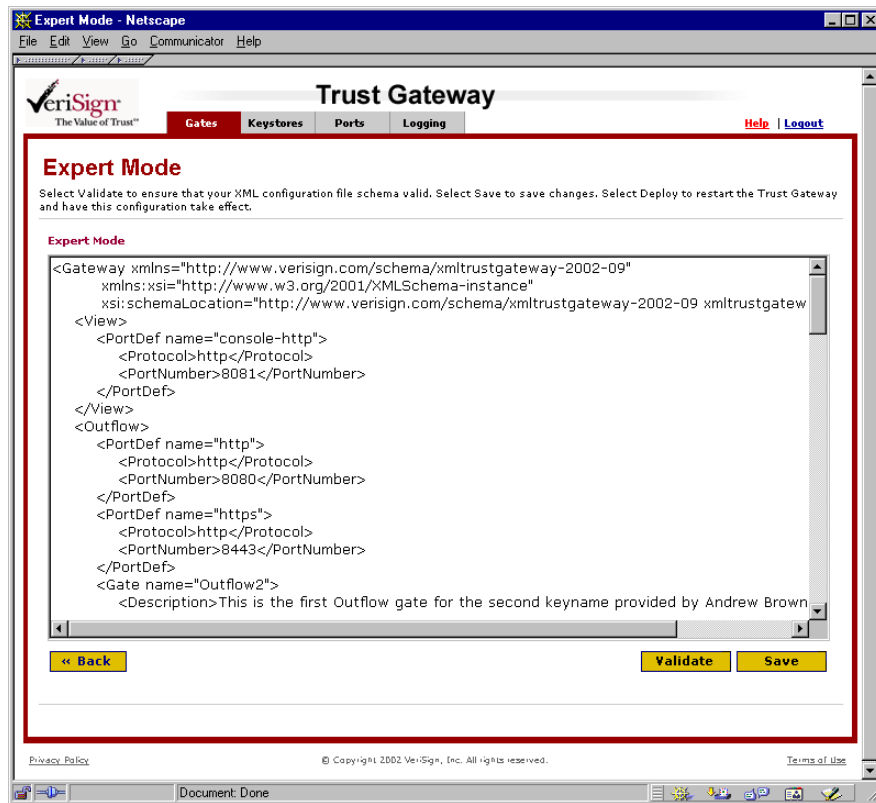 Expert Mode - Netscape
File Edit View Go Communicator Help
VeriSign
The Value of Trust™
Trust Gateway
Gates Keystores Ports Logging
Help | Logout
Expert Mode
Select Validate to ensure that your XML configuration file schema valid. Select Save to save changes. Select Deploy to restart the Trust Gateway
and have this configuration take effect.
Expert Mode
<Gateway xmlns="http://www.verisign.com/schema/xmltrustgateway-2002-09"
xmlns:xsi="http://www.w3.org/2001/XMLSchema-instance"
xsi:schemaLocation="http://www.verisign.com/schema/xmltrustgateway-2002-09 xmltrustgatew
<View>
<PortDef name="console-http">
<Protocol>http</Protocol>
<PortNumber>8081</PortNumber>
</PortDef>
</View>
<Outflow>
<PortDef name="http">
<Protocol>http</Protocol>
<PortNumber>8080</PortNumber>
</PortDef>
<PortDef name="https">
<Protocol>http</Protocol>
<PortNumber>8443</PortNumber>
</PortDef>
<Gate name="Outflow2">
<Description>This is the first Outflow gate for the second keyname provided by Andrew Brown
« Back
Validate Save
Privacy Policy
© Copyright 2002 VeriSign, Inc. All rights reserved.
Terms of Use
Document: Done